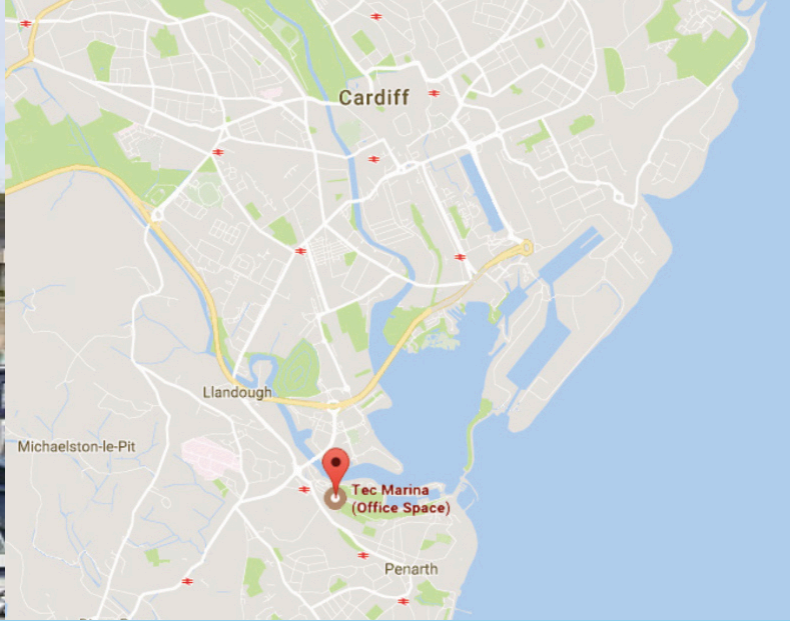 Cardiff
Llandough
Michaelston-le-Pit
Tec Marina
(Office Space)
Penarth